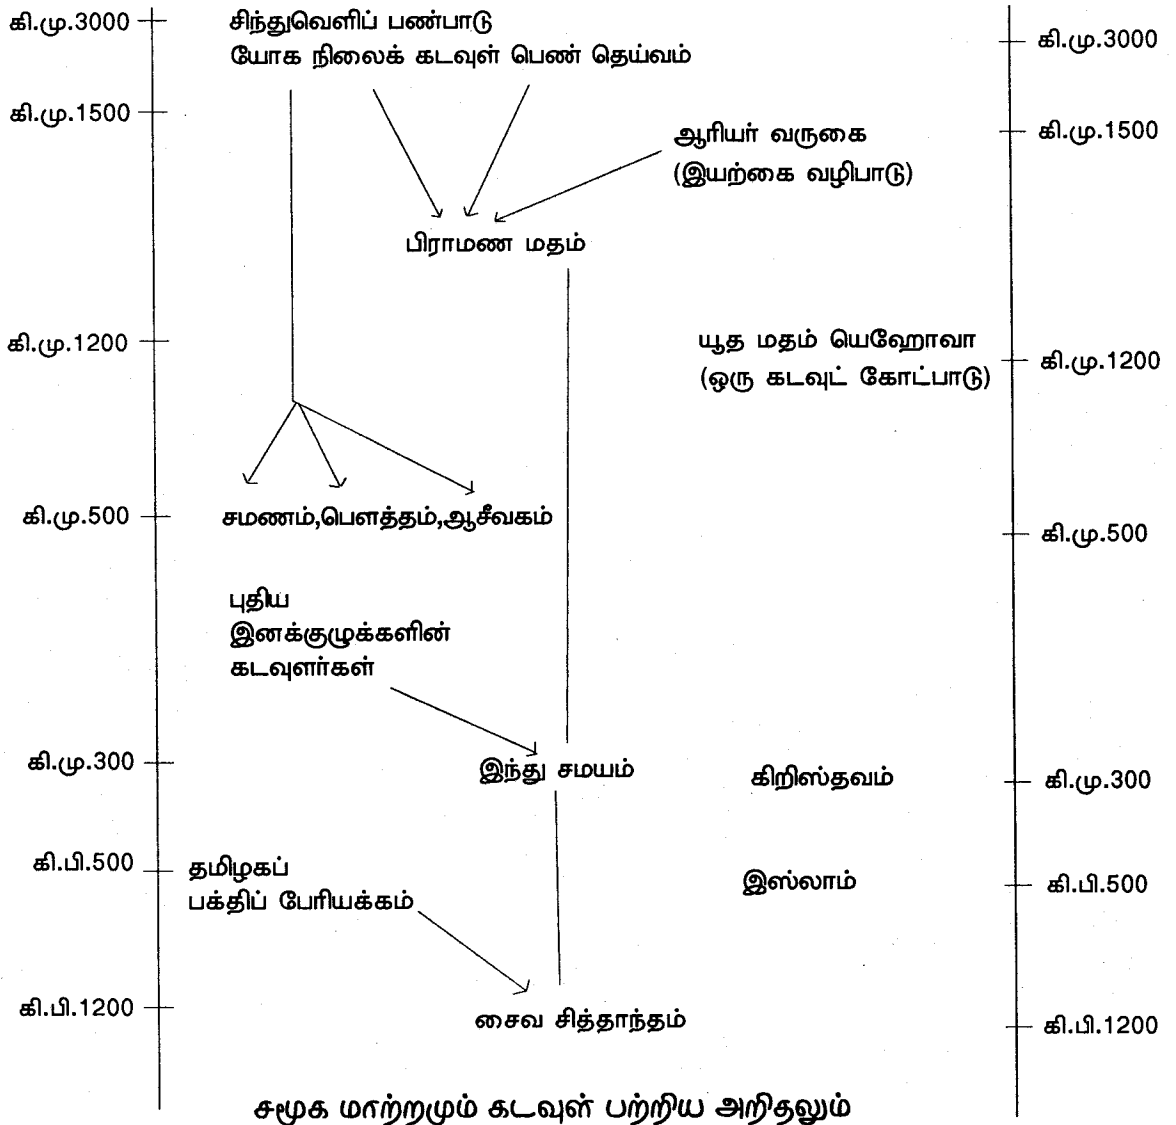 கி.மு.3000
சிந்துவெளிப் பண்பாடு
யோக நிலைக் கடவுள் பெண் தெய்வம்
கி.மு.3000
கி.மு.1500
கி.மு.1500
ஆரியர் வருகை
(இயற்கை வழிபாடு)
பிராமண மதம்
கி.மு.1200
யூத மதம் யெஹோவா
(ஒரு கடவுட் கோட்பாடு)
கி.மு.1200
கி.மு.500
சமணம்,பௌத்தம்,ஆசீவகம்
கி.மு.500
புதிய
இனக்குழுக்களின்
கடவுளர்கள்
கி.மு.300
இந்து சமயம்
கிறிஸ்தவம்
கி.மு.300
கி.பி.500
தமிழகப்
பக்திப் பேரியக்கம்
இஸ்லாம்
கி.பி.500
கி.பி.1200
சைவ சித்தாந்தம்
கி.பி.1200
சமூக மாற்றமும் கடவுள் பற்றிய அறிதலும்